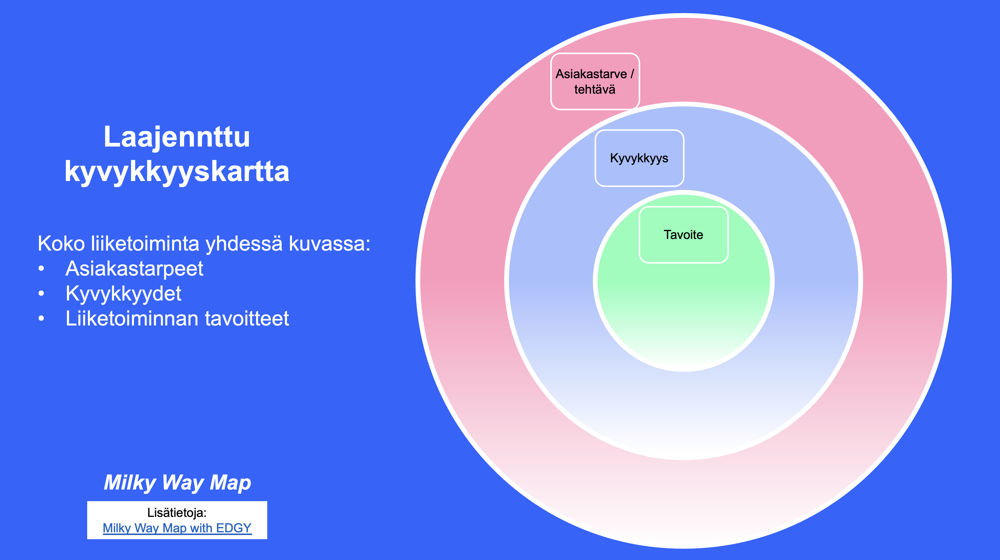 Laajennttu
kyvykkyyskartta
Koko liiketoiminta yhdessä kuvassa:
• Asiakastarpeet
• Kyvykkyydet
• Liiketoiminnan tavoitteet
Milky Way Map
Lisätietoja:
Milky Way Map with EDGY
Asiakastarve /
tehtävä
Kyvykkyys
Tavoite